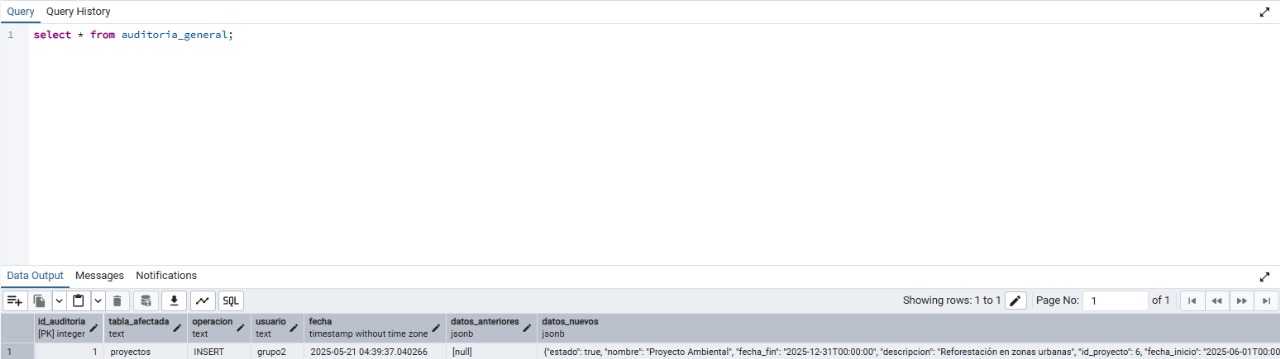 Query Query History
1 select * from auditoria_general;
Data Output Messages Notifications
SQL Showing rows: 1 to 1 Page No: 1 of 1
id_auditoria tabla_afectada operacion usuario fecha datos_anteriores datos_nuevos
[PK] integer text text text timestamp without time zone jsonb jsonb
1 1 proyectos INSERT grupo2 2025-05-21 04:39:37.040266 [null] {"estado": true, "nombre": "Proyecto Ambiental", "fecha_fin": "2025-12-31T00:00:00", "descripcion": "Reforestación en zonas urbanas", "id_proyecto": 6, "fecha_inicio": "2025-06-01T00:00